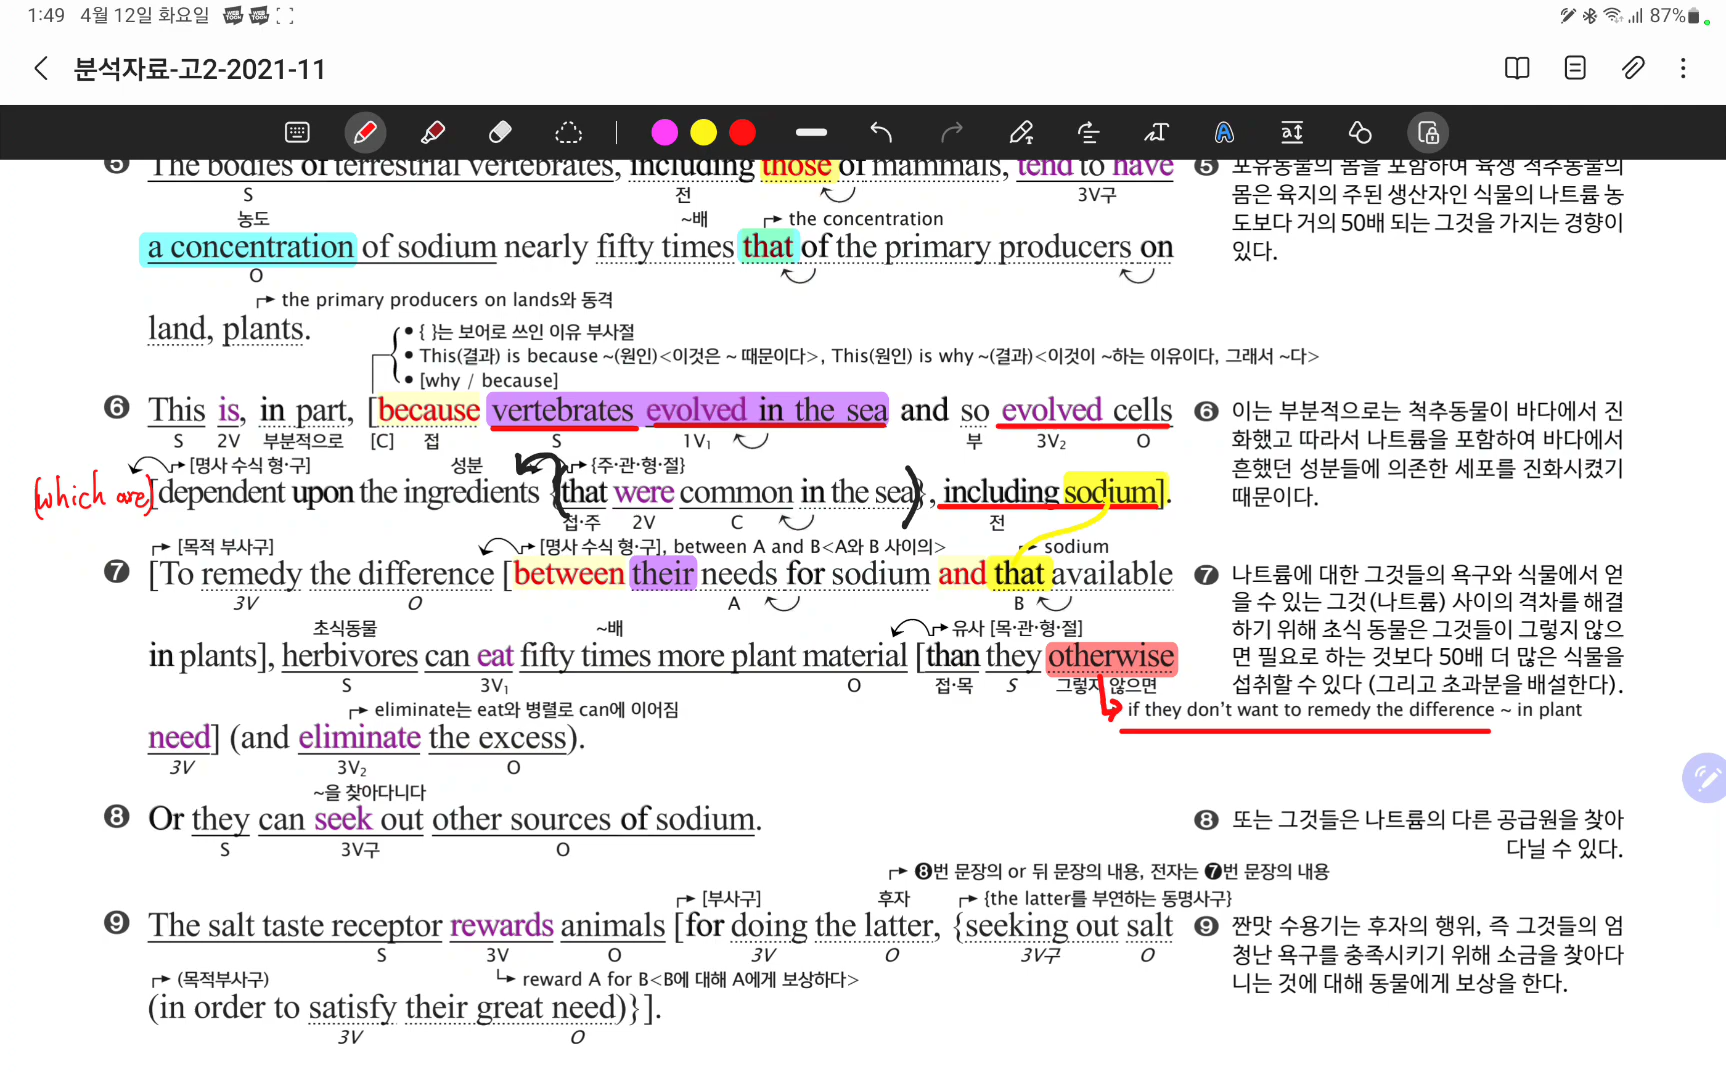 1:49 4월 12일 화요일 WEB TOON WEB TOON 87%
분석자료-고2-2021-11
❺ The bodies of terrestrial vertebrates, including those of mammals, tend to have
S 전 3V구
농도 ~배 the concentration
a concentration of sodium nearly fifty times that of the primary producers on
O
the primary producers on lands와 동격
land, plants.
• { }는 보어로 쓰인 이유 부사절
• This(결과) is because ~(원인)<이것은 ~ 때문이다>, This(원인) is why ~(결과)<이것이 ~하는 이유이다, 그래서 ~다>
• [why / because]
❻ This is, in part, [because vertebrates evolved in the sea and so evolved cells
S 2V 부분적으로 [C] 접 S 1V₁ 부 3V₂ O
[명사 수식 형·구] 성분 {주·관·형·절}
(which are) [dependent upon the ingredients {that were common in the sea}, including sodium].
접·주 2V C 전
[목적 부사구] [명사 수식 형·구], between A and B<A와 B 사이의> sodium
❼ [To remedy the difference [between their needs for sodium and that available
3V O A B
초식동물 ~배 유사 [목·관·형·절]
in plants], herbivores can eat fifty times more plant material [than they otherwise
S 3V₁ O 접·목 S 그렇지 않으면
eliminate는 eat와 병렬로 can에 이어짐 if they don't want to remedy the difference ~ in plant
need] (and eliminate the excess).
3V 3V₂ O
~을 찾아다니다
❽ Or they can seek out other sources of sodium.
S 3V구 O
❽번 문장의 or 뒤 문장의 내용, 전자는 ❼번 문장의 내용
[부사구] 후자 {the latter를 부연하는 동명사구}
❾ The salt taste receptor rewards animals [for doing the latter, {seeking out salt
S 3V O 3V O 3V구 O
(목적부사구) reward A for B<B에 대해 A에게 보상하다>
(in order to satisfy their great need)}].
3V O
❺ 포유동물의 몸을 포함하여 육생 척추동물의
몸은 육지의 주된 생산자인 식물의 나트륨 농
도보다 거의 50배 되는 그것을 가지는 경향이
있다.
❻ 이는 부분적으로는 척추동물이 바다에서 진
화했고 따라서 나트륨을 포함하여 바다에서
흔했던 성분들에 의존한 세포를 진화시켰기
때문이다.
❼ 나트륨에 대한 그것들의 욕구와 식물에서 얻
을 수 있는 그것(나트륨) 사이의 격차를 해결
하기 위해 초식 동물은 그것들이 그렇지 않으
면 필요로 하는 것보다 50배 더 많은 식물을
섭취할 수 있다 (그리고 초과분을 배설한다).
❽ 또는 그것들은 나트륨의 다른 공급원을 찾아
다닐 수 있다.
❾ 짠맛 수용기는 후자의 행위, 즉 그것들의 엄
청난 욕구를 충족시키기 위해 소금을 찾아다
니는 것에 대해 동물에게 보상을 한다.